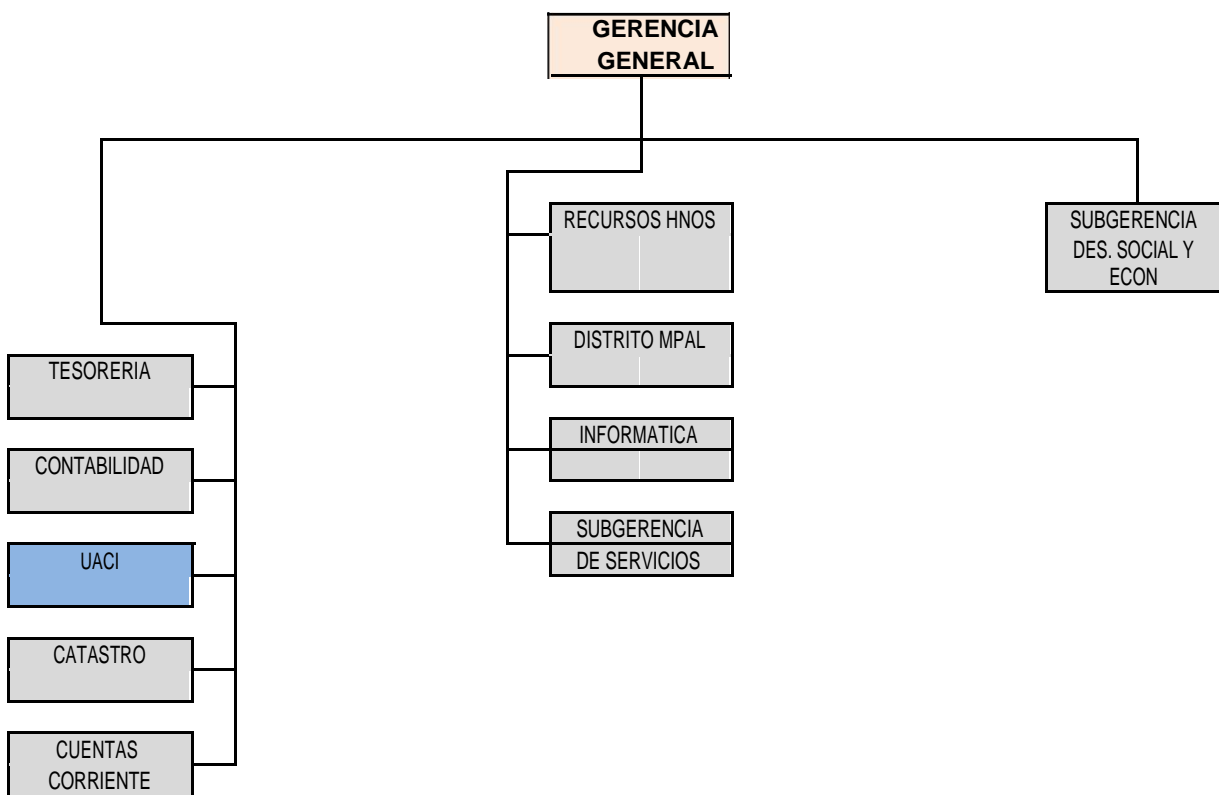 GERENCIA
GENERAL
RECURSOS HNOS
SUBGERENCIA
DES. SOCIAL Y
ECON
DISTRITO MPAL
TESORERIA
INFORMATICA
CONTABILIDAD
SUBGERENCIA
DE SERVICIOS
UACI
CATASTRO
CUENTAS
CORRIENTE